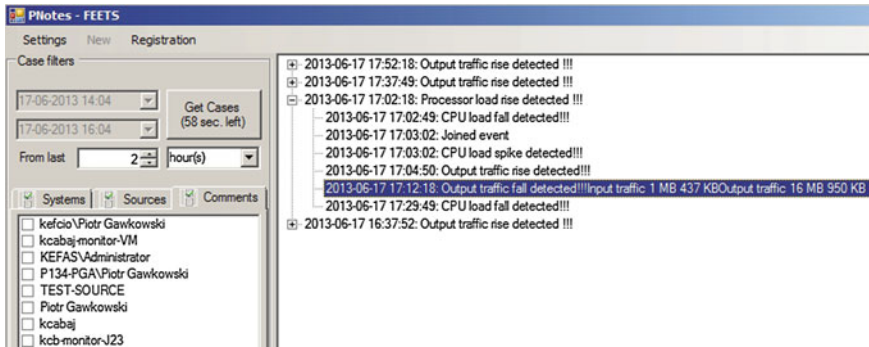 PNotes - FEETS
Settings New Registration
Case filters
17-06-2013 14:04
17-06-2013 16:04
Get Cases
(58 sec. left)
From last 2 hour(s)
Systems Sources Comments
kefcio\Piotr Gawkowski
kcabaj-monitor-VM
KEFAS\Administrator
P134-PGA\Piotr Gawkowski
TEST-SOURCE
Piotr Gawkowski
kcabaj
kcb-monitor-J23
2013-06-17 17:52:18: Output traffic rise detected !!!
2013-06-17 17:37:49: Output traffic rise detected !!!
2013-06-17 17:02:18: Processor load rise detected !!!
2013-06-17 17:02:49: CPU load fall detected!!!
2013-06-17 17:03:02: Joined event
2013-06-17 17:03:02: CPU load spike detected!!!
2013-06-17 17:04:50: Output traffic rise detected!!!
2013-06-17 17:12:18: Output traffic fall detected!!!Input traffic 1 MB 437 KBOutput traffic 16 MB 950 KB
2013-06-17 17:29:49: CPU load fall detected!!!
2013-06-17 16:37:52: Output traffic rise detected !!!